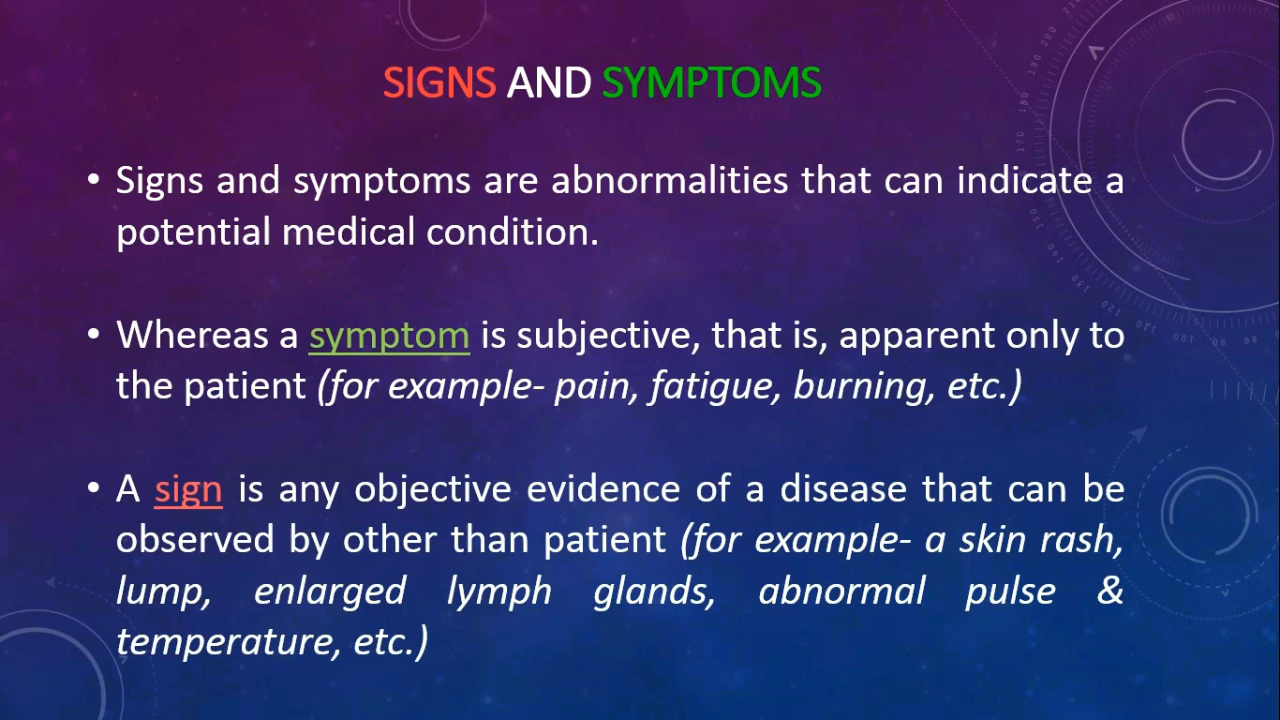 SIGNS AND SYMPTOMS
• Signs and symptoms are abnormalities that can indicate a
potential medical condition.
• Whereas a symptom is subjective, that is, apparent only to
the patient (for example- pain, fatigue, burning, etc.)
• A sign is any objective evidence of a disease that can be
observed by other than patient (for example- a skin rash,
lump, enlarged lymph glands, abnormal pulse &
temperature, etc.)